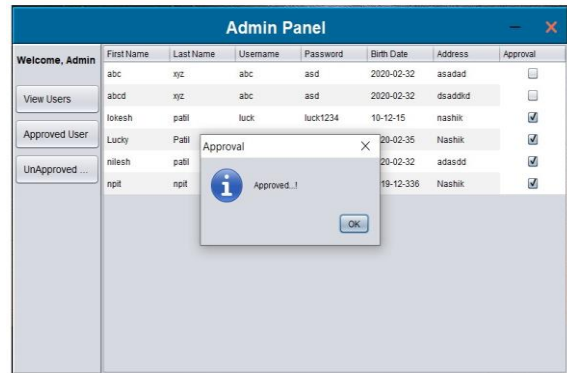 Admin Panel
Welcome, Admin
First Name Last Name Username Password Birth Date Address Approval
abc xyz abc asd 2020-02-32 asadad
View Users
abcd xyz abc asd 2020-02-32 dsaddkd
lokesh patil luck luck1234 10-12-15 nashik
Approved User
Lucky Patil 20-02-35 Nashik
UnApproved ...
nilesh patil 20-02-32 adasdd
npit npit 19-12-336 Nashik
Approval
Approved...!
OK